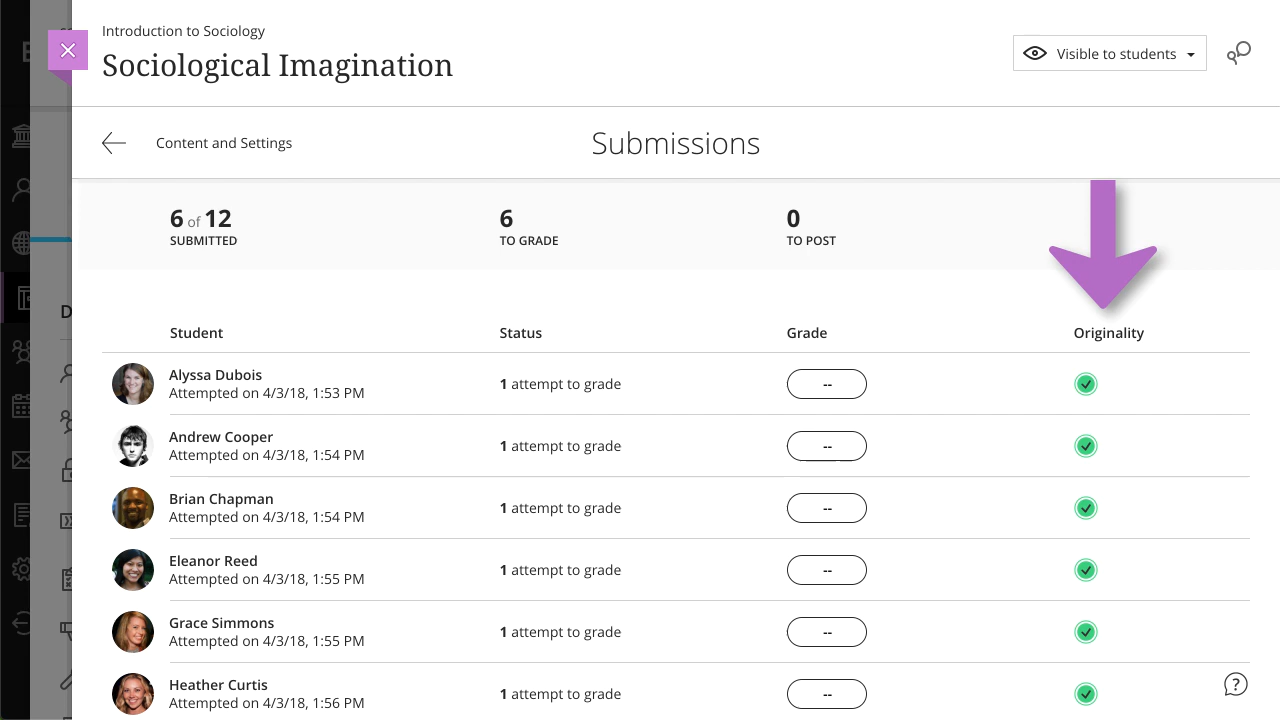 Introduction to Sociology
Sociological Imagination
Visible to students
Content and Settings
Submissions
6 of 12
SUBMITTED
6
TO GRADE
0
TO POST
Student Status Grade Originality
Alyssa Dubois
Attempted on 4/3/18, 1:53 PM
1 attempt to grade
--
Andrew Cooper
Attempted on 4/3/18, 1:54 PM
1 attempt to grade
--
Brian Chapman
Attempted on 4/3/18, 1:54 PM
1 attempt to grade
--
Eleanor Reed
Attempted on 4/3/18, 1:55 PM
1 attempt to grade
--
Grace Simmons
Attempted on 4/3/18, 1:55 PM
1 attempt to grade
--
Heather Curtis
Attempted on 4/3/18, 1:56 PM
1 attempt to grade
--
?